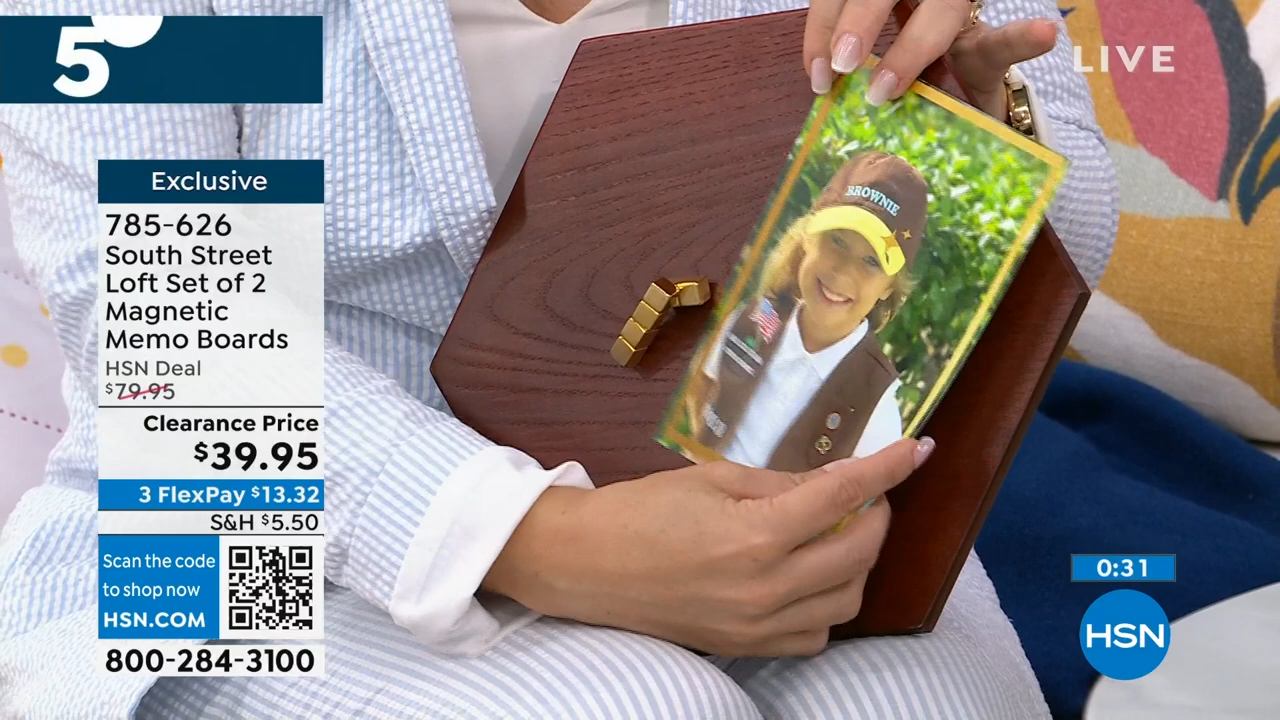 5
LIVE
Exclusive
785-626
South Street
Loft Set of 2
Magnetic
Memo Boards
HSN Deal
$79.95
Clearance Price
$39.95
3 FlexPay $13.32
S&H $5.50
Scan the code
to shop now
HSN.COM
800-284-3100
BROWNIE
0:31
HSN